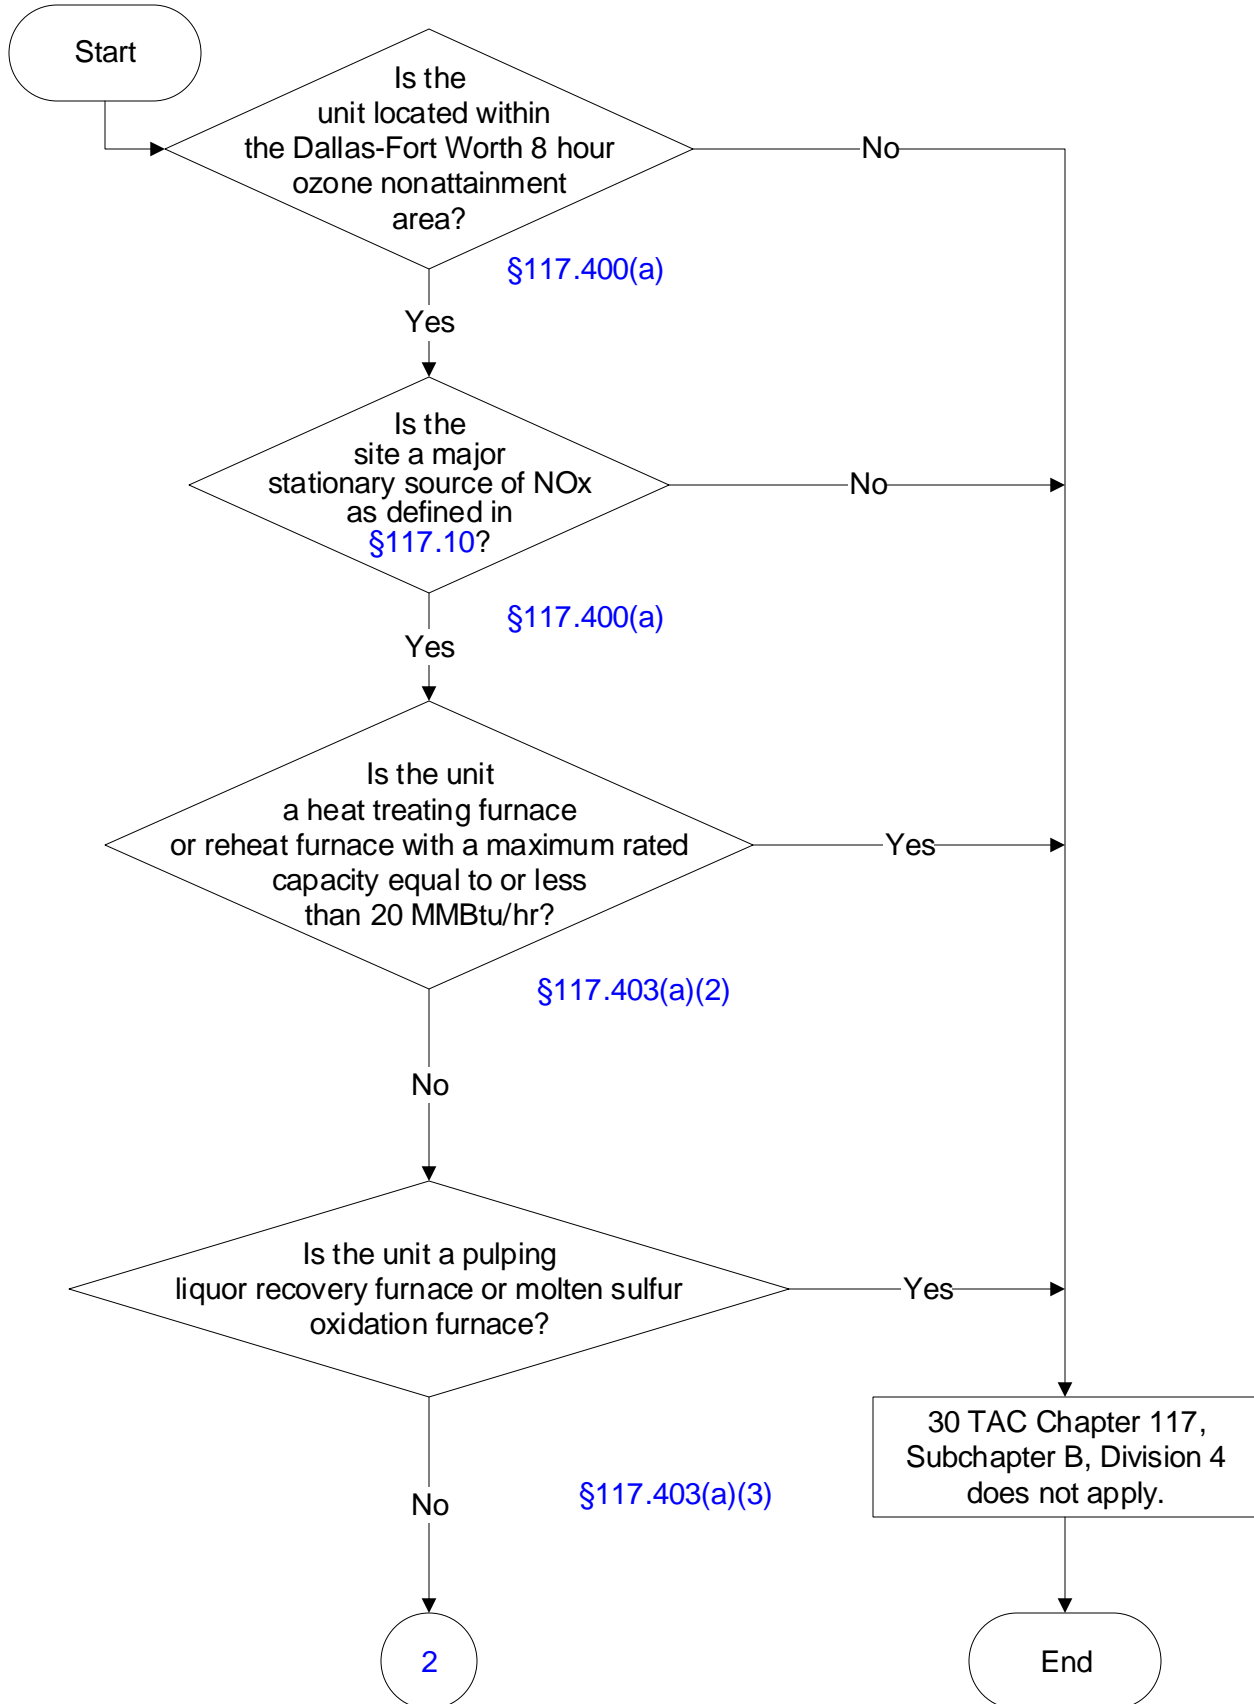 Start
Is the
unit located within
the Dallas-Fort Worth 8 hour
ozone nonattainment
area?
No
§117.400(a)
Yes
Is the
site a major
stationary source of NOx
as defined in
§117.10?
No
§117.400(a)
Yes
Is the unit
a heat treating furnace
or reheat furnace with a maximum rated
capacity equal to or less
than 20 MMBtu/hr?
Yes
§117.403(a)(2)
No
Is the unit a pulping
liquor recovery furnace or molten sulfur
oxidation furnace?
Yes
30 TAC Chapter 117,
Subchapter B, Division 4
does not apply.
§117.403(a)(3)
No
2
End